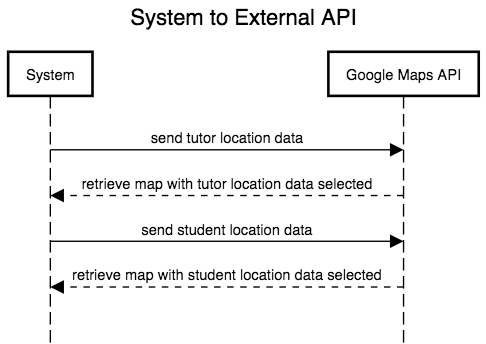 System to External API
System
Google Maps API
send tutor location data
retrieve map with tutor location data selected
send student location data
retrieve map with student location data selected